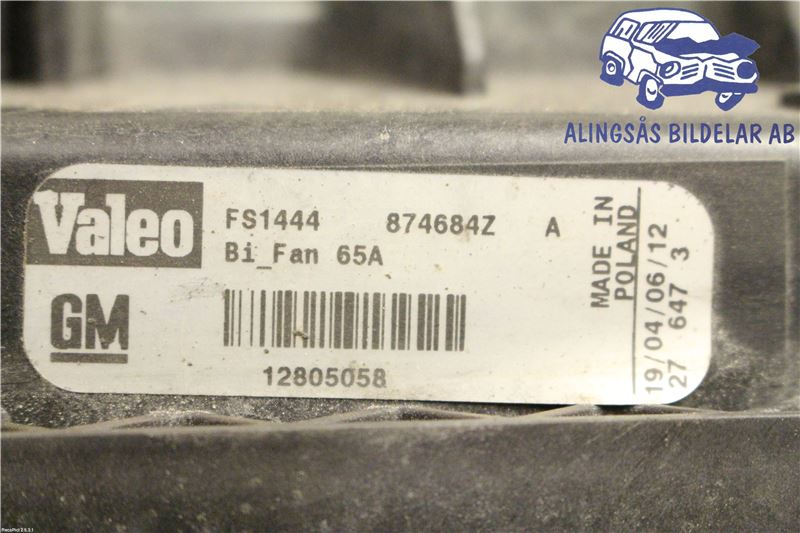 ALINGSÅS BILDELAR AB
Valeo
FS1444 874684Z A
Bi_Fan 65A
GM
12805058
MADE IN
POLAND
19/04/06/12
27 647 3